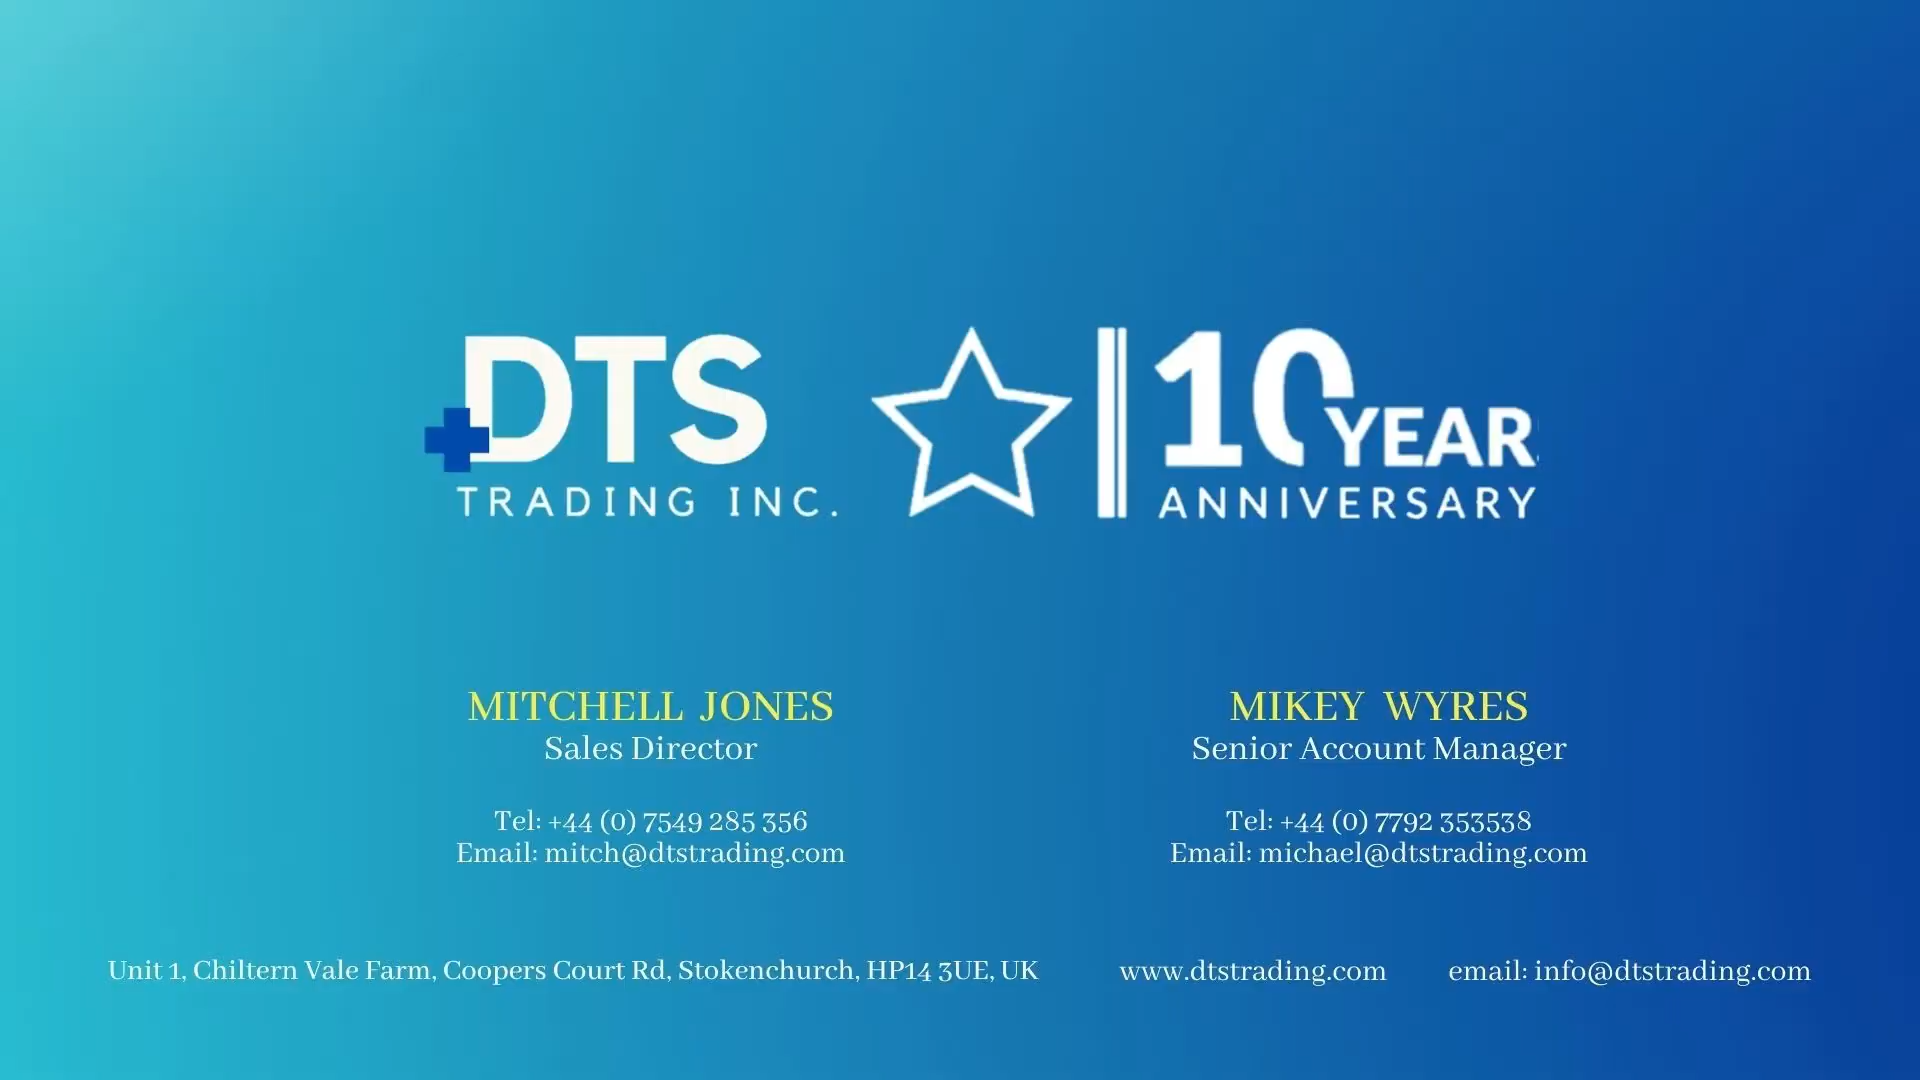 DTS
TRADING INC.
10 YEAR
ANNIVERSARY
MITCHELL JONES
Sales Director
Tel: +44 (0) 7549 285 356
Email: mitch@dtstrading.com
MIKEY WYRES
Senior Account Manager
Tel: +44 (0) 7792 353538
Email: michael@dtstrading.com
Unit 1, Chiltern Vale Farm, Coopers Court Rd, Stokenchurch, HP14 3UE, UK
www.dtstrading.com
email: info@dtstrading.com